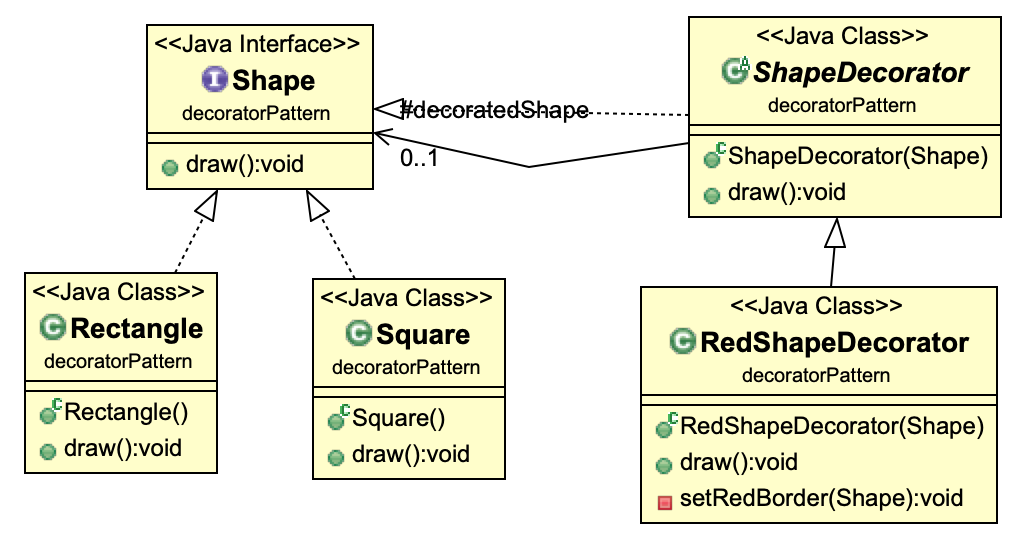 <<Java Interface>>
Shape
decoratorPattern
draw():void
#decoratedShape
0..1
<<Java Class>>
ShapeDecorator
decoratorPattern
ShapeDecorator(Shape)
draw():void
<<Java Class>>
Rectangle
decoratorPattern
Rectangle()
draw():void
<<Java Class>>
Square
decoratorPattern
Square()
draw():void
<<Java Class>>
RedShapeDecorator
decoratorPattern
RedShapeDecorator(Shape)
draw():void
setRedBorder(Shape):void